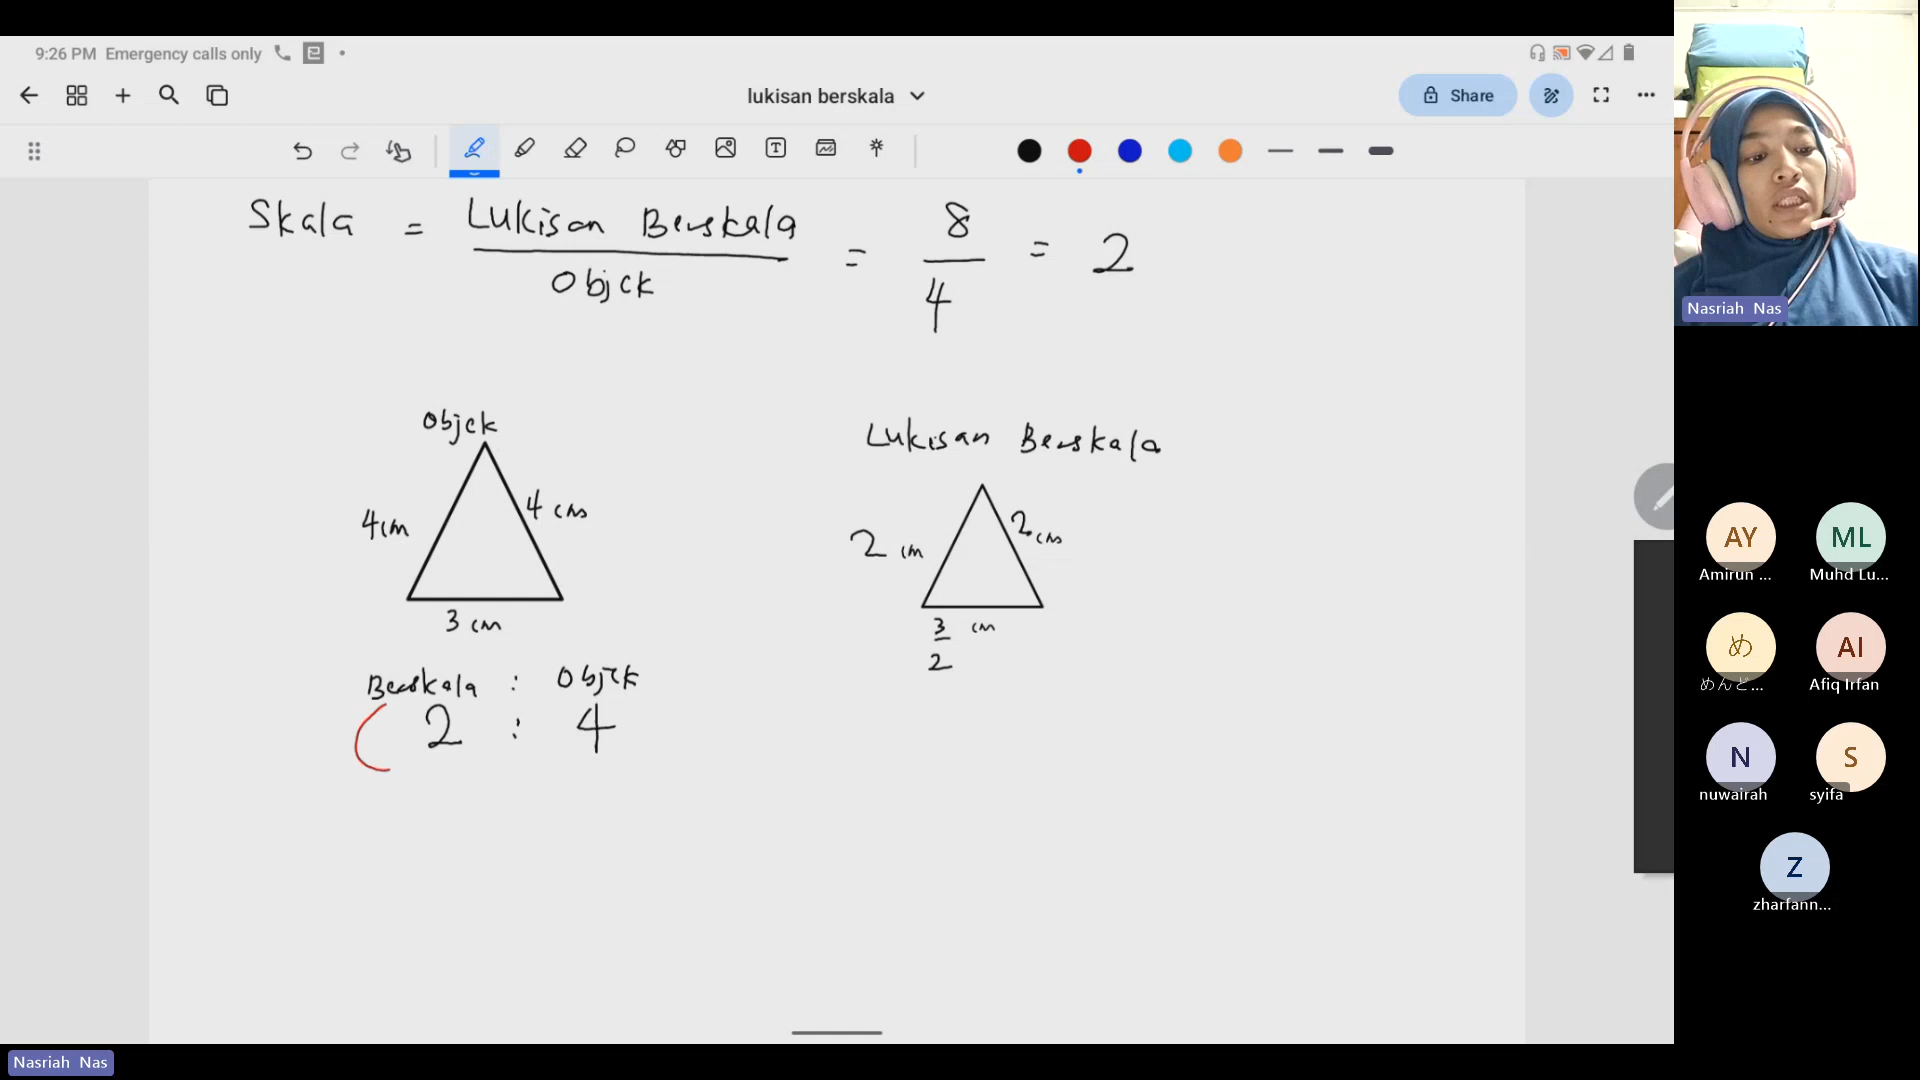 9:26 PM Emergency calls only
lukisan berskala
Share
Skala = Lukisan Berskala / Objek = 8 / 4 = 2
Objek
Lukisan Berskala
4cm
4 cm
2 cm
2 cm
3 cm
3/2 cm
Berskala : Objek
( 2 : 4
Nasriah Nas
AY
Amirun ...
ML
Muhd Lu...
め
めんど...
AI
Afiq Irfan
N
nuwairah
S
syifa
Z
zharfann...
Nasriah Nas